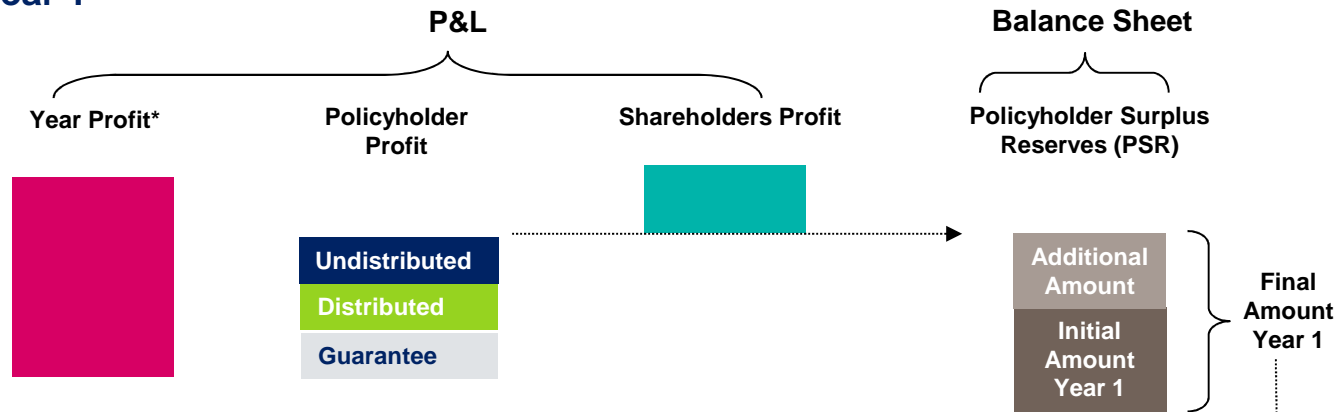 P&L
Balance Sheet
Year Profit*
Policyholder
Profit
Shareholders Profit
Policyholder Surplus
Reserves (PSR)
Undistributed
Distributed
Guarantee
Additional
Amount
Initial
Amount
Year 1
Final
Amount
Year 1